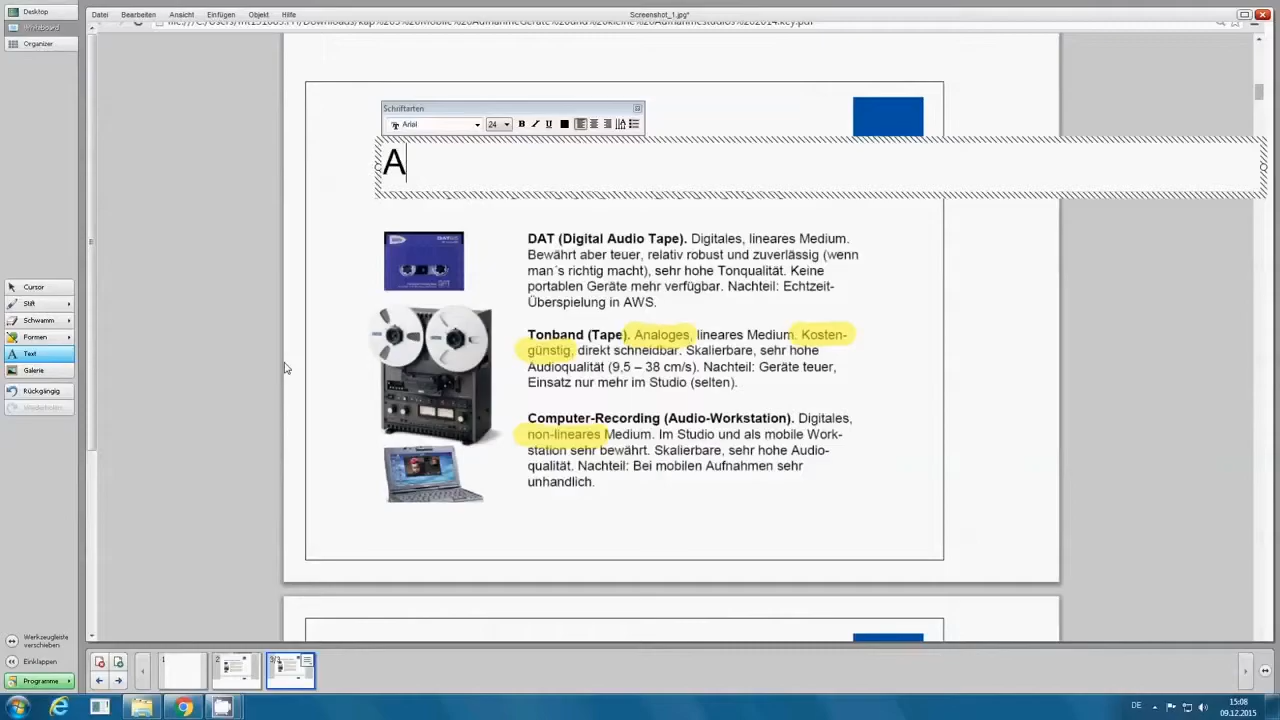 Desktop
Whiteboard
Organizer
Datei Bearbeiten Ansicht Einfügen Objekt Hilfe
Screenshot_1.jpg*
Schriftarten
Arial 24 B I U
A
DAT (Digital Audio Tape). Digitales, lineares Medium.
Bewährt aber teuer, relativ robust und zuverlässig (wenn
man´s richtig macht), sehr hohe Tonqualität. Keine
portablen Geräte mehr verfügbar. Nachteil: Echtzeit-
Überspielung in AWS.
Tonband (Tape). Analoges, lineares Medium. Kosten-
günstig, direkt schneidbar. Skalierbare, sehr hohe
Audioqualität (9,5 – 38 cm/s). Nachteil: Geräte teuer,
Einsatz nur mehr im Studio (selten).
Computer-Recording (Audio-Workstation). Digitales,
non-lineares Medium. Im Studio und als mobile Work-
station sehr bewährt. Skalierbare, sehr hohe Audio-
qualität. Nachteil: Bei mobilen Aufnahmen sehr
unhandlich.
Cursor
Stift
Schwamm
Formen
Text
Galerie
Rückgängig
Wiederholen
Werkzeugleiste
verschieben
Einklappen
Programme
1
2
3/3
DE
15:08
09.12.2015